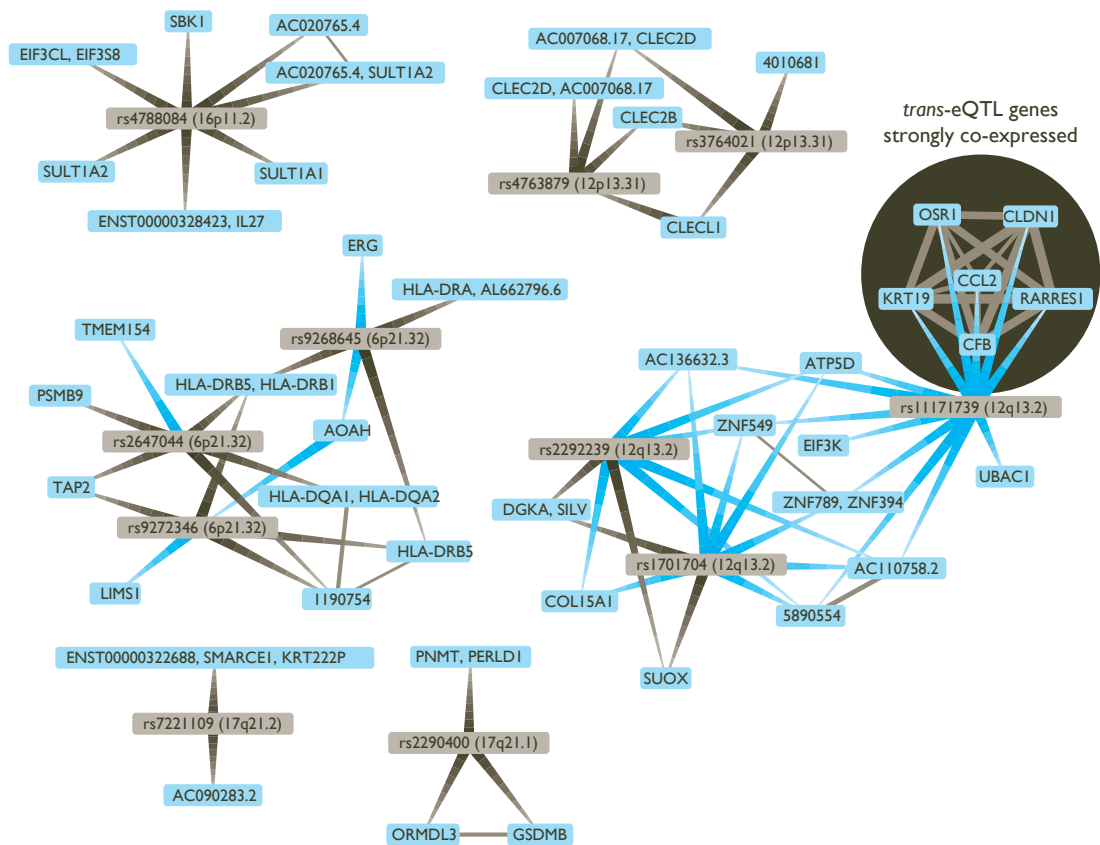 SBK1
AC020765.4
EIF3CL, EIF3S8
AC020765.4, SULT1A2
rs4788084 (16p11.2)
SULT1A2
SULT1A1
ENST00000328423, IL27
AC007068.17, CLEC2D
4010681
CLEC2D, AC007068.17
CLEC2B
rs3764021 (12p13.31)
rs4763879 (12p13.31)
CLECL1
trans-eQTL genes
strongly co-expressed
OSR1
CLDN1
CCL2
KRT19
RARRES1
CFB
ERG
HLA-DRA, AL662796.6
TMEM154
rs9268645 (6p21.32)
HLA-DRB5, HLA-DRB1
PSMB9
AOAH
rs2647044 (6p21.32)
TAP2
HLA-DQA1, HLA-DQA2
rs9272346 (6p21.32)
HLA-DRB5
LIMS1
1190754
AC136632.3
ATP5D
rs11171739 (12q13.2)
ZNF549
EIF3K
rs2292239 (12q13.2)
UBAC1
DGKA, SILV
ZNF789, ZNF394
rs1701704 (12q13.2)
AC110758.2
COL15A1
5890554
SUOX
ENST00000322688, SMARCE1, KRT222P
rs7221109 (17q21.2)
AC090283.2
PNMT, PERLD1
rs2290400 (17q21.1)
ORMDL3
GSDMB